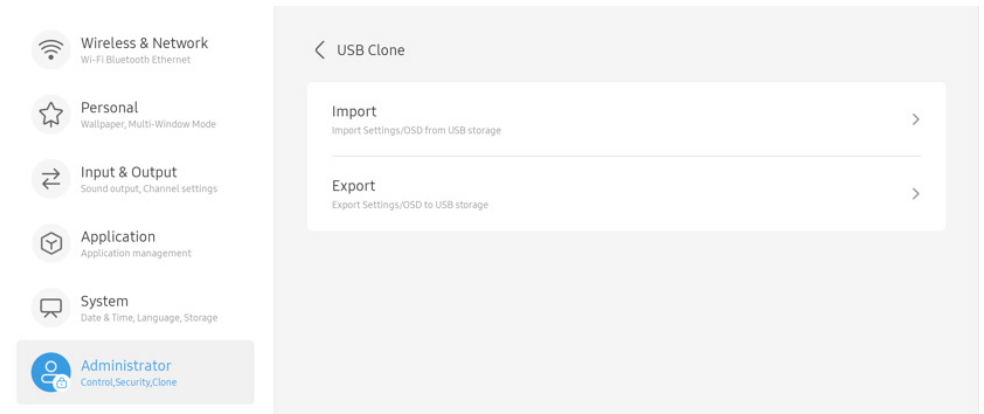 Wireless & Network
Wi-Fi Bluetooth Ethernet
Personal
Wallpaper, Multi-Window Mode
Input & Output
Sound output, Channel settings
Application
Application management
System
Date & Time, Language, Storage
Administrator
Control,Security,Clone
USB Clone
Import
Import Settings/OSD from USB storage
Export
Export Settings/OSD to USB storage